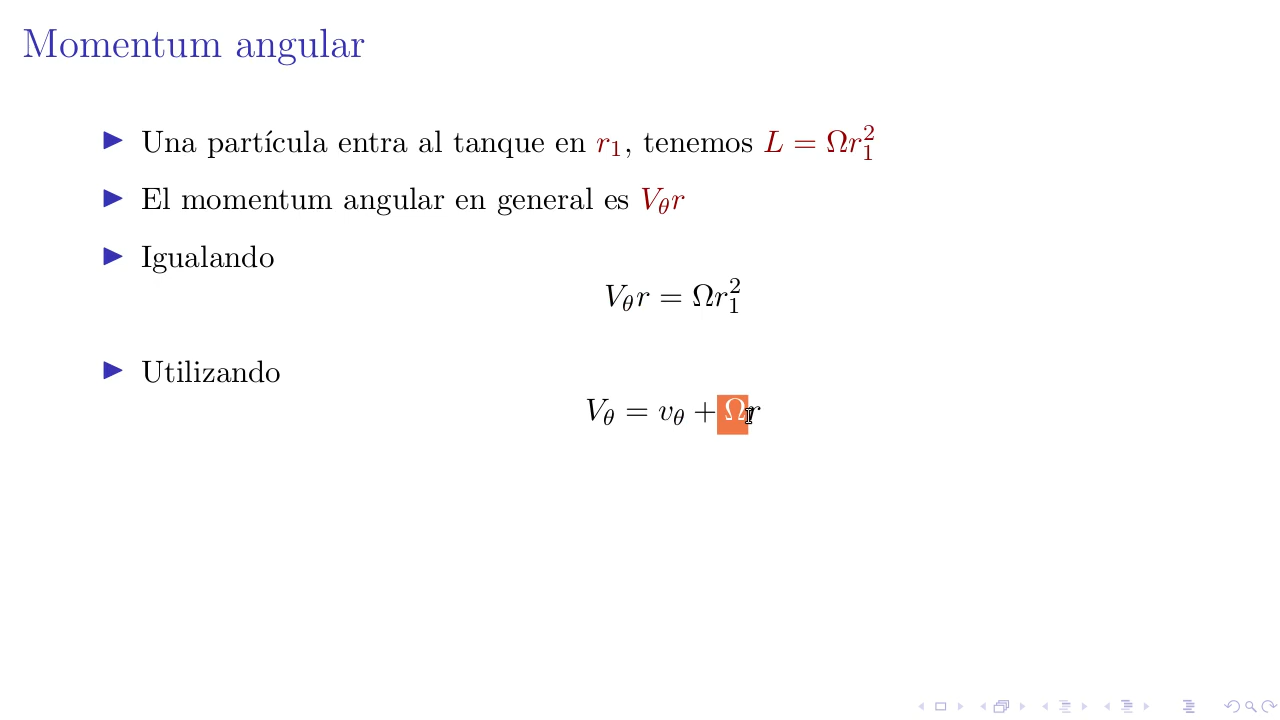 Momentum angular
Una partícula entra al tanque en r₁, tenemos L = Ωr₁²
El momentum angular en general es V_θ r
Igualando
V_θ r = Ωr₁²
Utilizando
V_θ = v_θ + Ωr